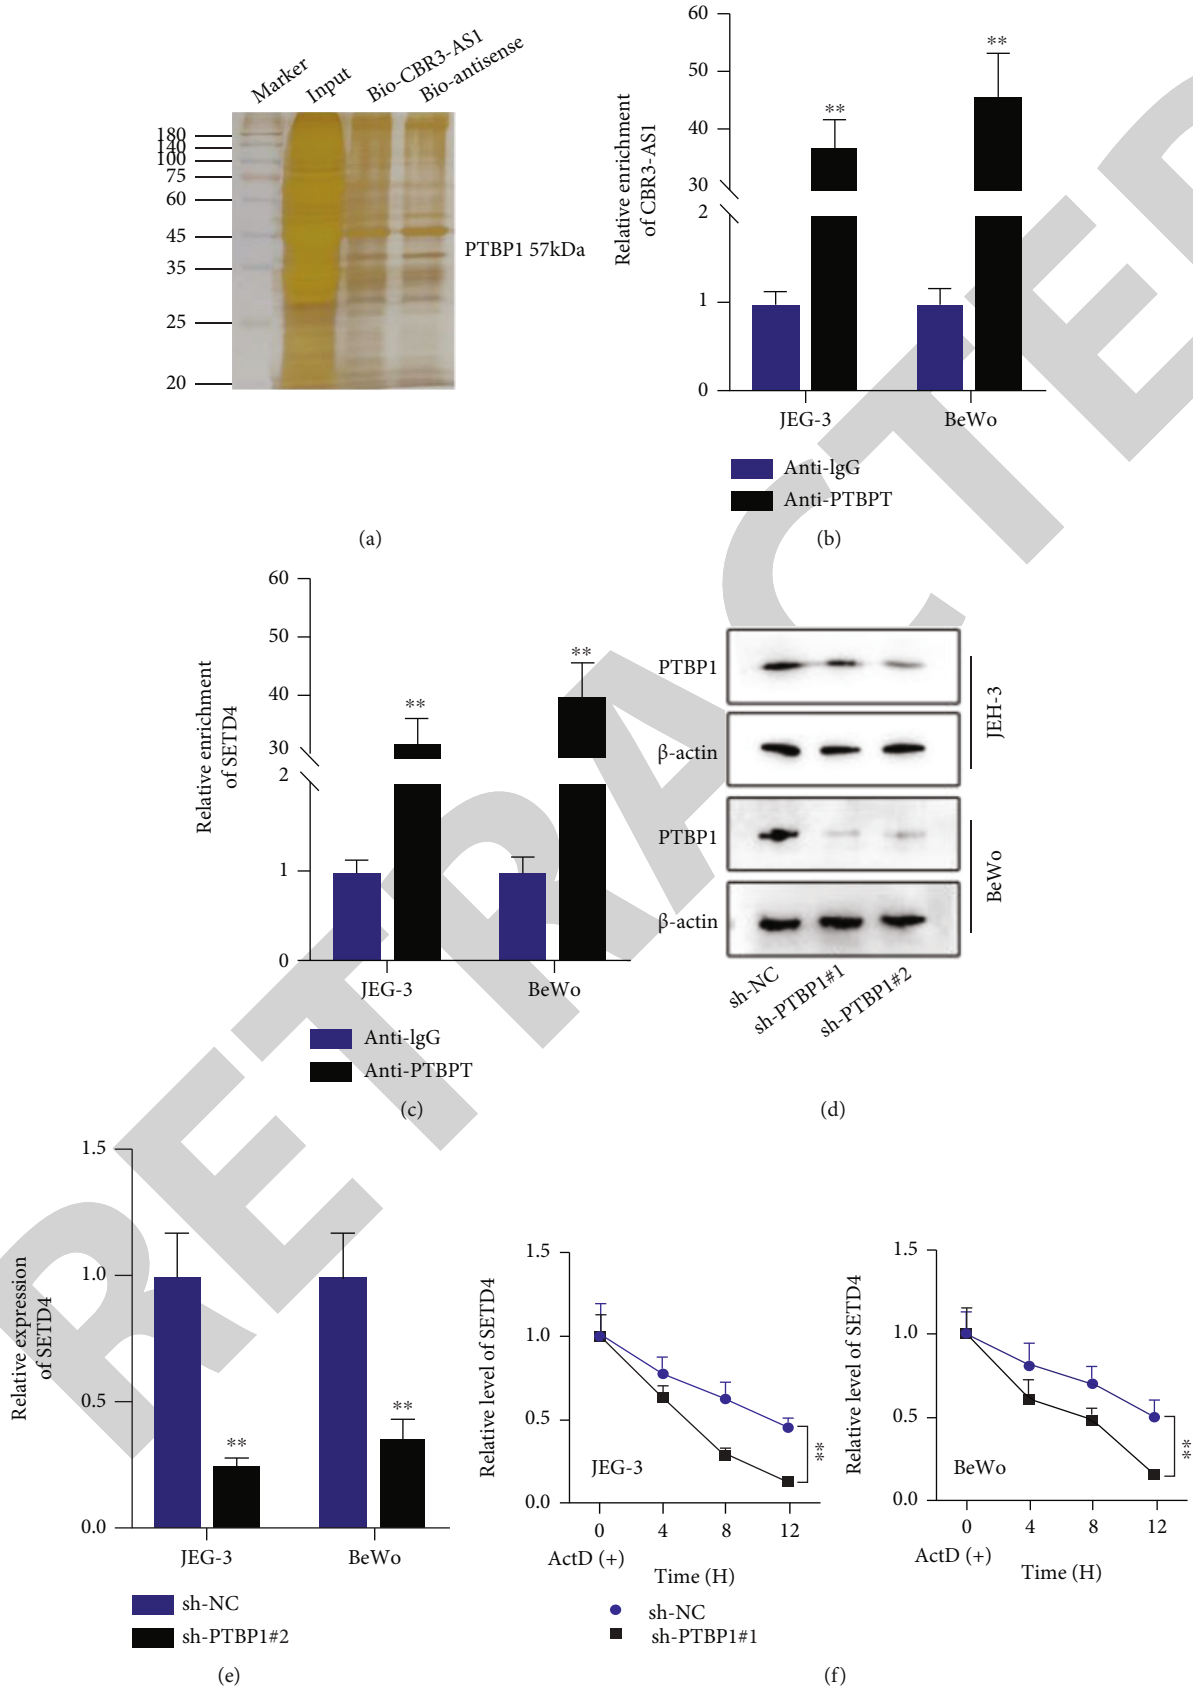 Marker
Input
Bio-CBR3-AS1
Bio-antisense
180
140
100
75
60
45
35
25
20
PTBP1 57kDa
(a)
Relative enrichment
of CBR3-AS1
60
50
40
30
2
1
0
**
**
JEG-3
BeWo
Anti-lgG
Anti-PTBPT
(b)
Relative enrichment
of SETD4
60
50
40
30
2
1
0
**
**
JEG-3
BeWo
Anti-lgG
Anti-PTBPT
(c)
PTBP1
β-actin
JEH-3
PTBP1
β-actin
BeWo
sh-NC
sh-PTBP1#1
sh-PTBP1#2
(d)
Relative expression
of SETD4
1.5
1.0
0.5
0.0
**
**
JEG-3
BeWo
sh-NC
sh-PTBP1#2
(e)
Relative level of SETD4
1.5
1.0
0.5
0.0
JEG-3
**
0
4
8
12
ActD (+)
Time (H)
Relative level of SETD4
1.5
1.0
0.5
0.0
BeWo
**
0
4
8
12
ActD (+)
Time (H)
sh-NC
sh-PTBP1#1
(f)
RETRACTED